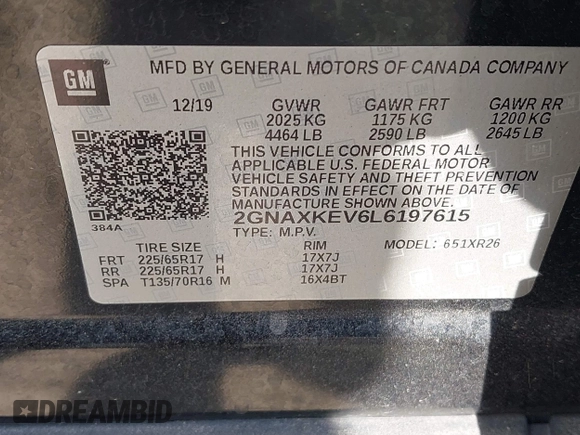 GM
MFD BY GENERAL MOTORS OF CANADA COMPANY
12/19 GVWR GAWR FRT GAWR RR
2025 KG 1175 KG 1200 KG
4464 LB 2590 LB 2645 LB
THIS VEHICLE CONFORMS TO ALL
APPLICABLE U.S. FEDERAL MOTOR
VEHICLE SAFETY AND THEFT PREVENTION
STANDARDS IN EFFECT ON THE DATE OF
MANUFACTURE SHOWN ABOVE.
384A 2GNAXKEV6L6197615
TYPE: M.P.V. MODEL: 651XR26
TIRE SIZE RIM
FRT 225/65R17 H 17X7J
RR 225/65R17 H 17X7J
SPA T135/70R16 M 16X4BT
DREAMBID